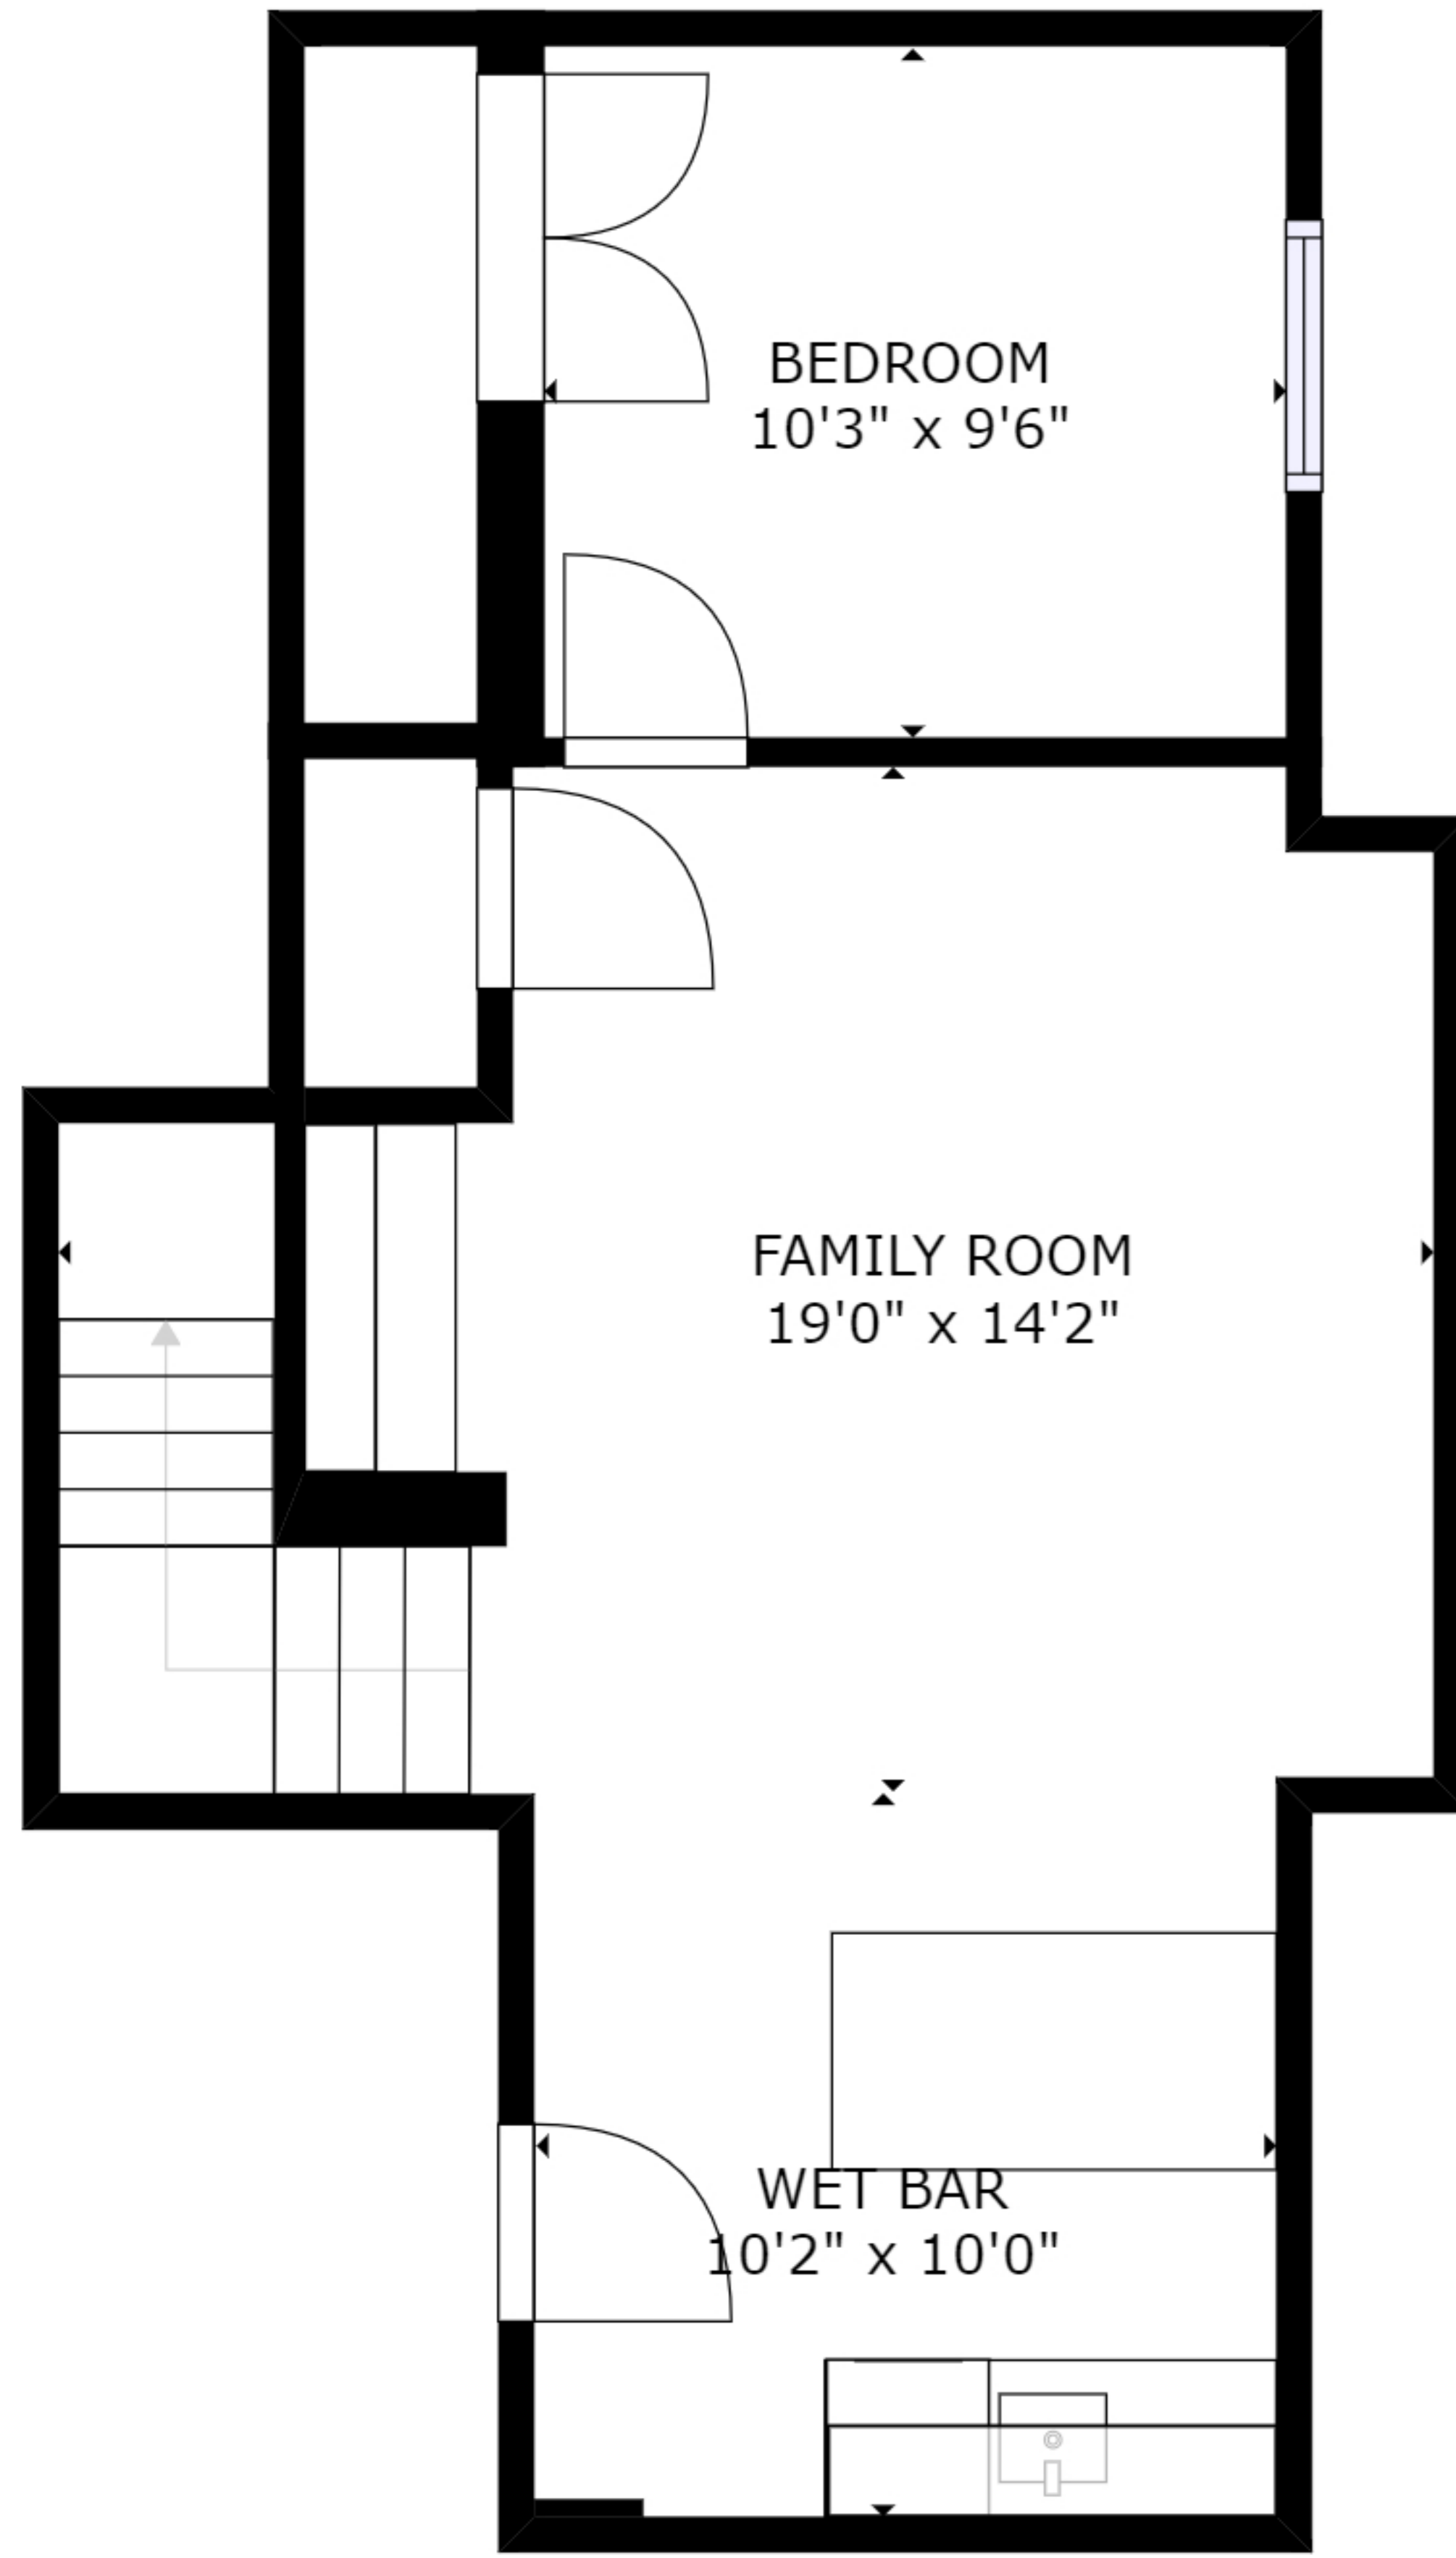 BEDROOM
10'3" x 9'6"
FAMILY ROOM
19'0" x 14'2"
WET BAR
10'2" x 10'0"